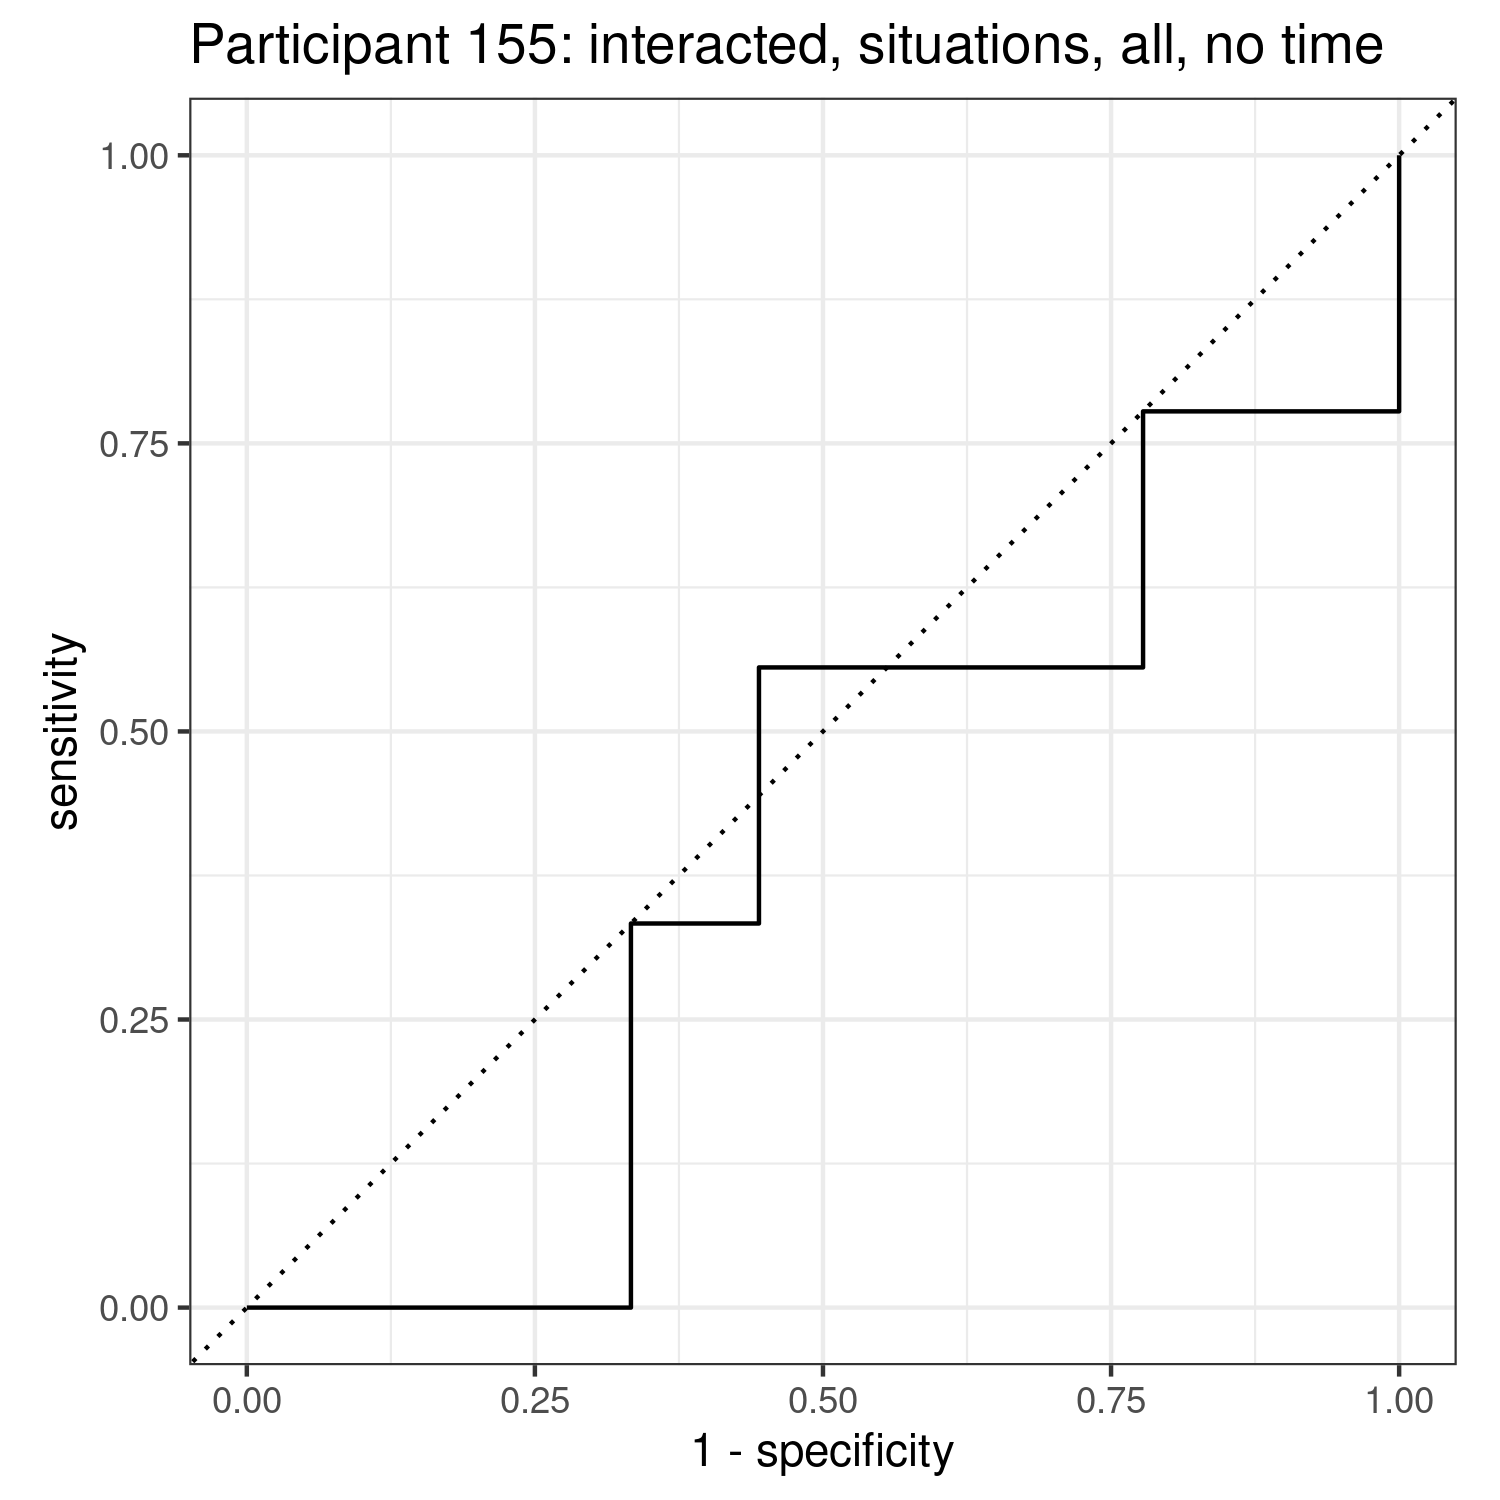 Participant 155: interacted, situations, all, no time
1.00
0.75
0.50
0.25
0.00
sensitivity
0.00 0.25 0.50 0.75 1.00
1 - specificity